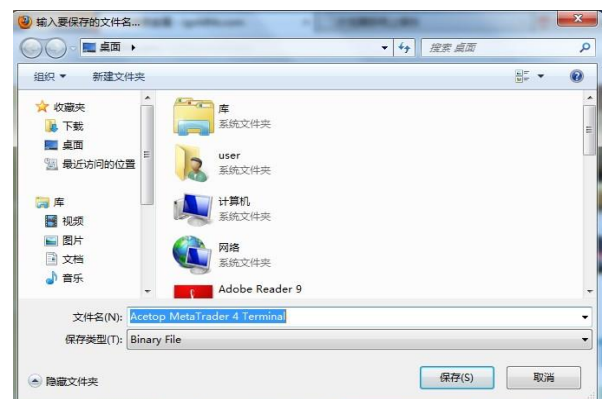 输入要保存的文件名...
桌面
搜索 桌面
组织
新建文件夹
收藏夹
下载
桌面
最近访问的位置
库
视频
图片
文档
音乐
库
系统文件夹
user
系统文件夹
计算机
系统文件夹
网络
系统文件夹
Adobe Reader 9
文件名(N):
Acetop MetaTrader 4 Terminal
保存类型(T):
Binary File
隐藏文件夹
保存(S)
取消